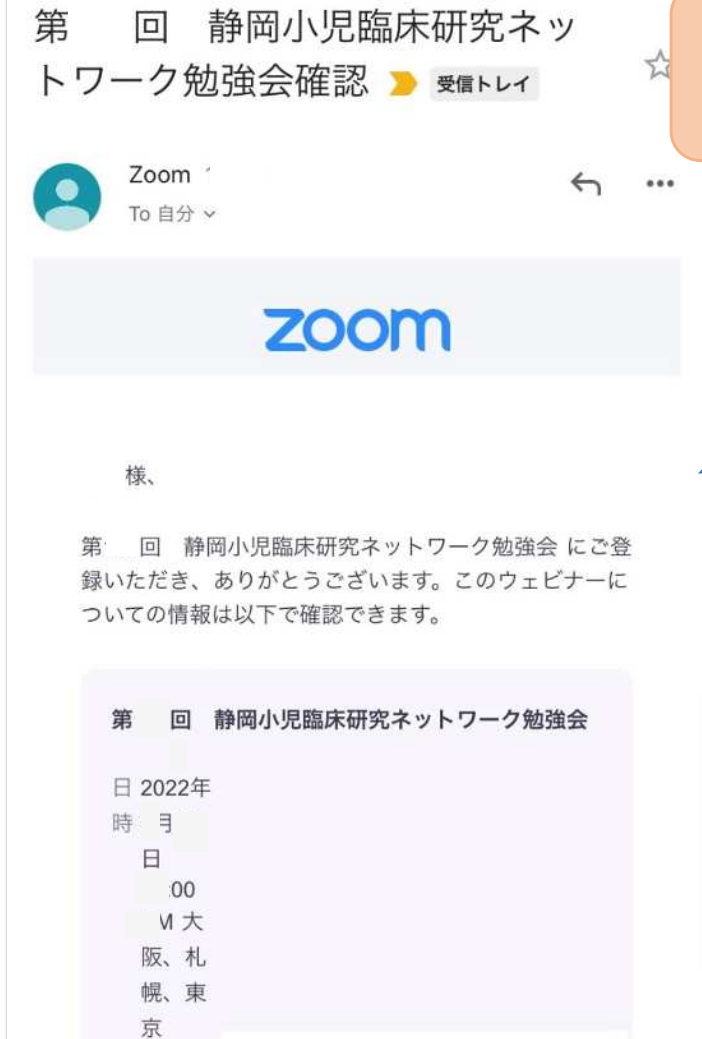 第　　回　静岡小児臨床研究ネッ
トワーク勉強会確認 受信トレイ
Zoom
To 自分
zoom
様、
第　回　静岡小児臨床研究ネットワーク勉強会 にご登
録いただき、ありがとうございます。このウェビナーに
ついての情報は以下で確認できます。
第　　回　静岡小児臨床研究ネットワーク勉強会
日 2022年
時　月
日
:00
M 大
阪、札
幌、東
京